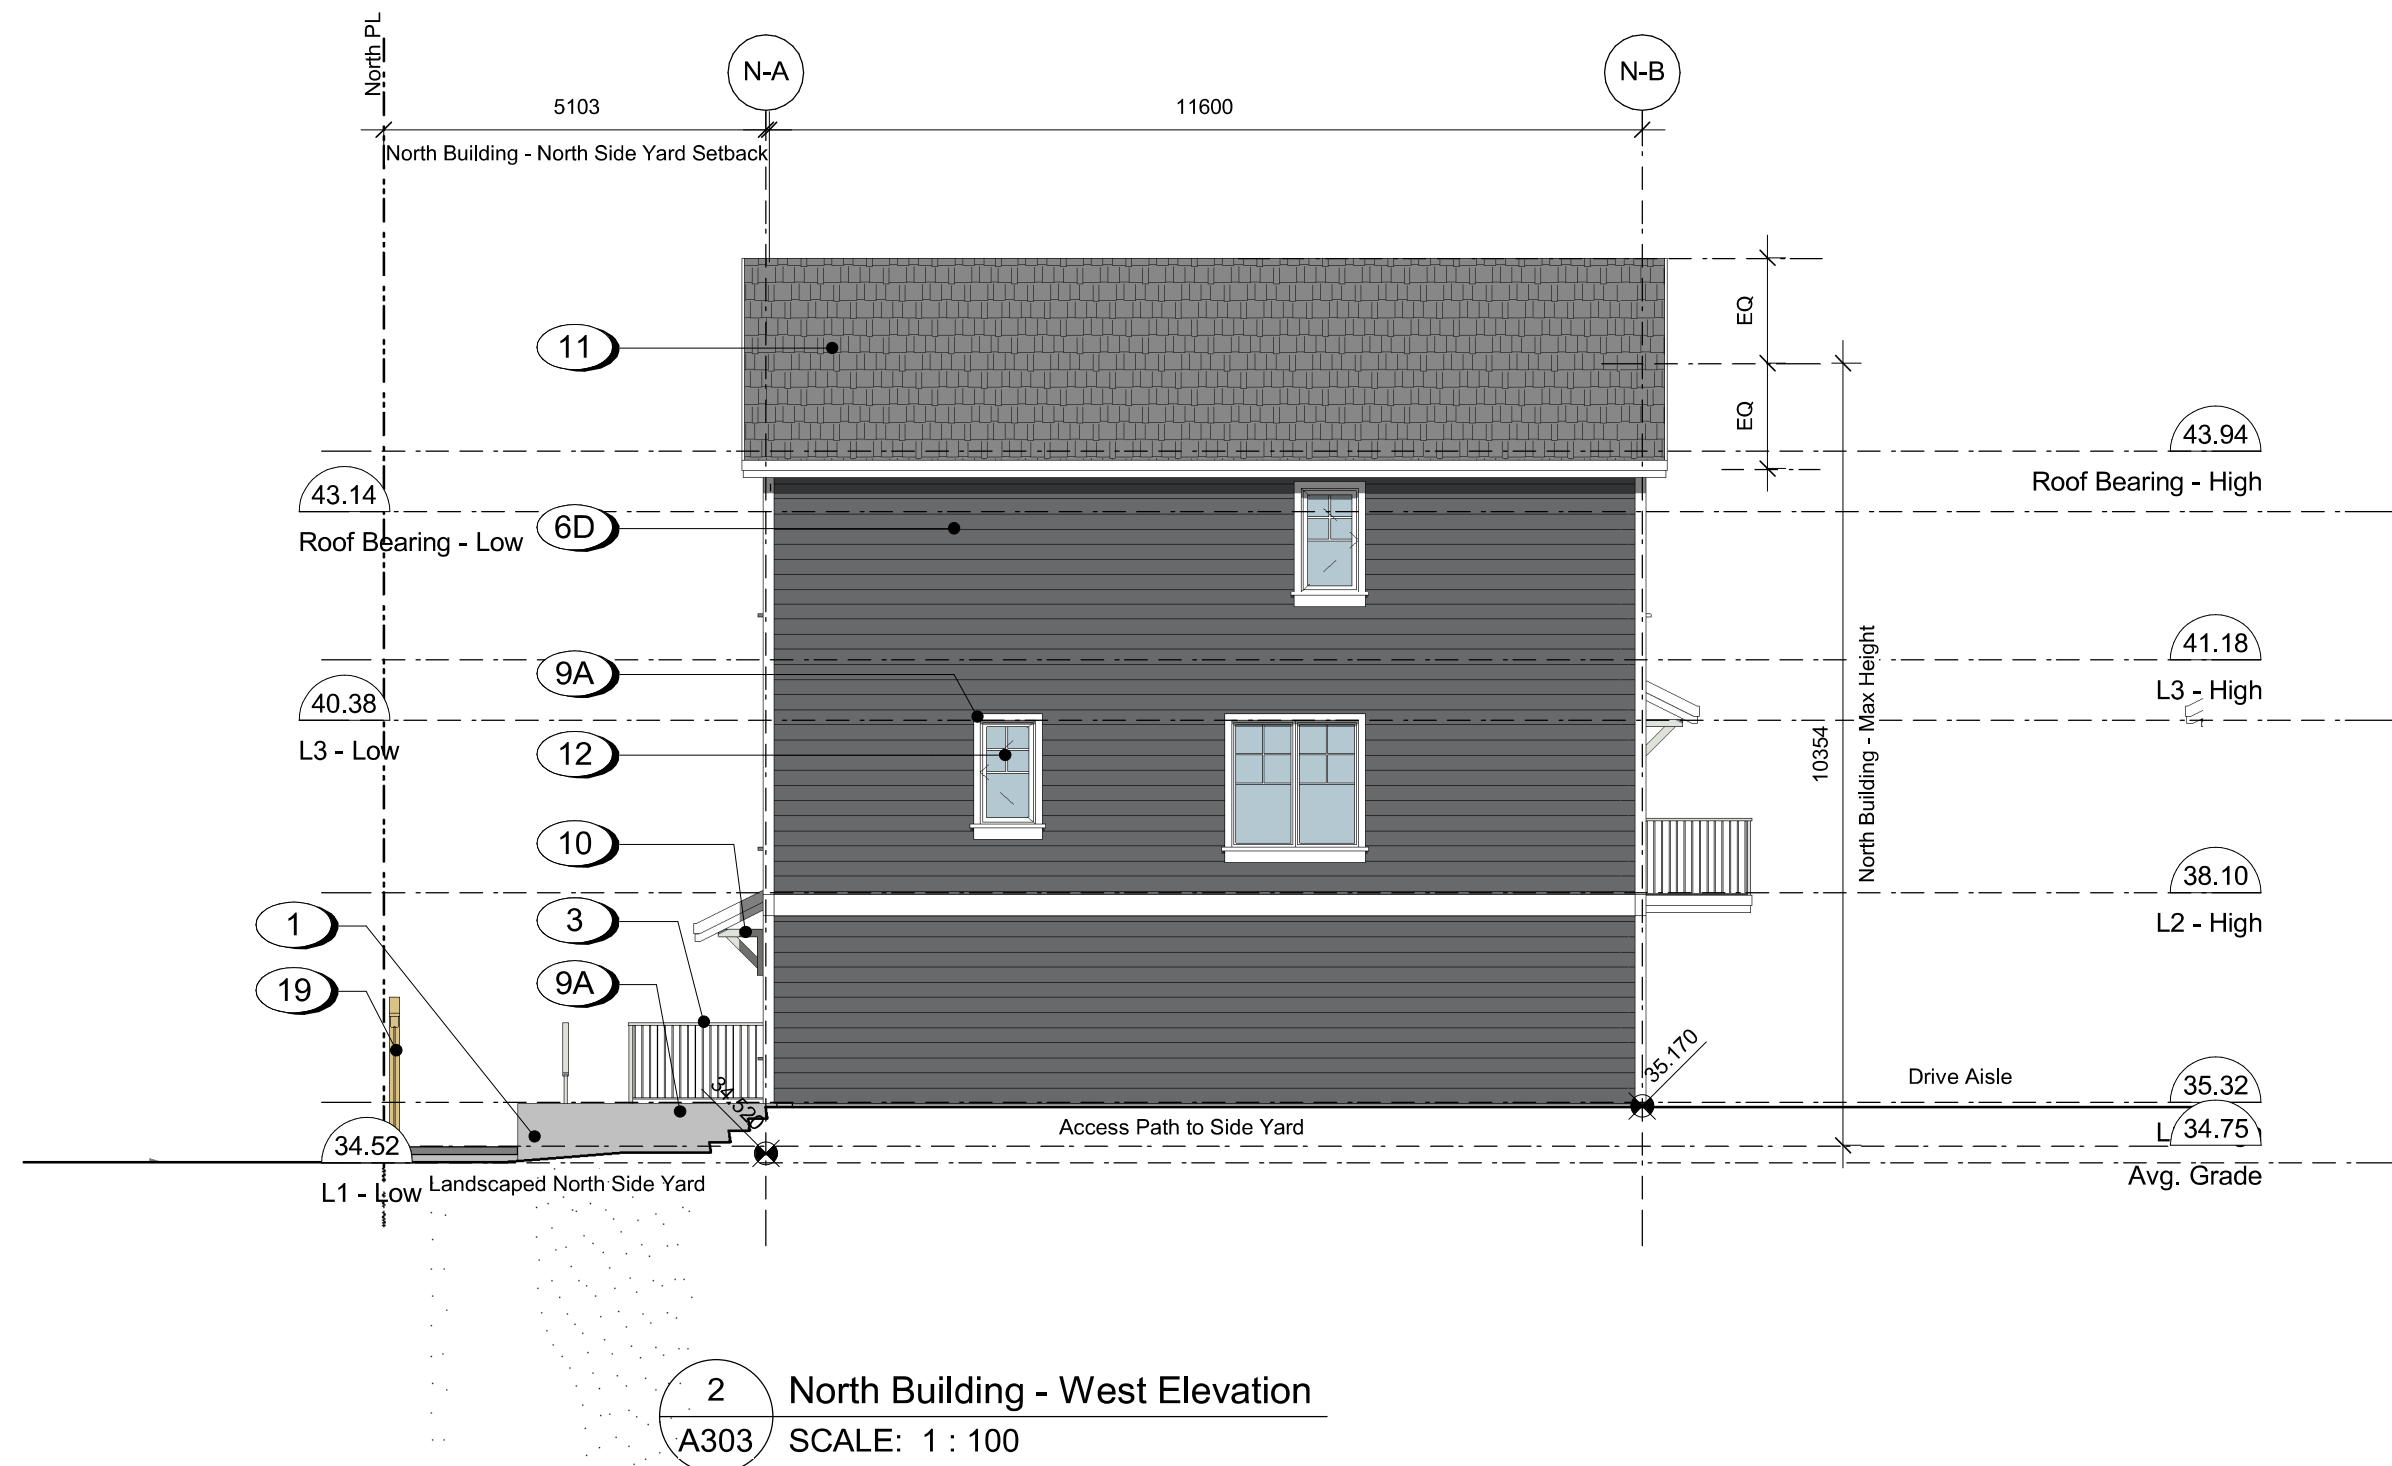 North PL
N-A
N-B
5103
11600
North Building - North Side Yard Setback
EQ
11
EQ
43.94
Roof Bearing - High
43.14
Roof Bearing - Low
6D
41.18
L3 - High
9A
40.38
L3 - Low
12
10354
North Building - Max Height
10
38.10
L2 - High
3
1
9A
19
34.520
35.170
Drive Aisle
35.32
Access Path to Side Yard
34.75
Avg. Grade
34.52
L1 - Low
Landscaped North Side Yard
2
North Building - West Elevation
A303
SCALE: 1 : 100